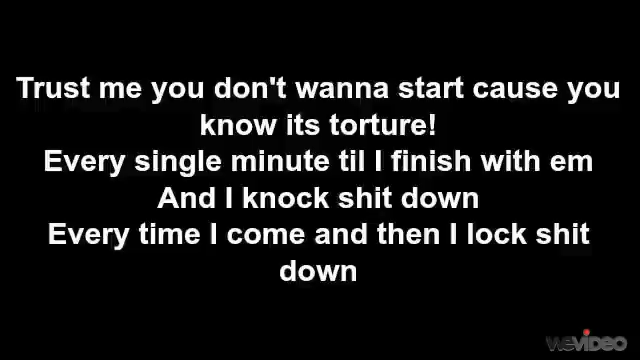 Trust me you don't wanna start cause you
know its torture!
Every single minute til I finish with em
And I knock shit down
Every time I come and then I lock shit
down
WEVIDEO